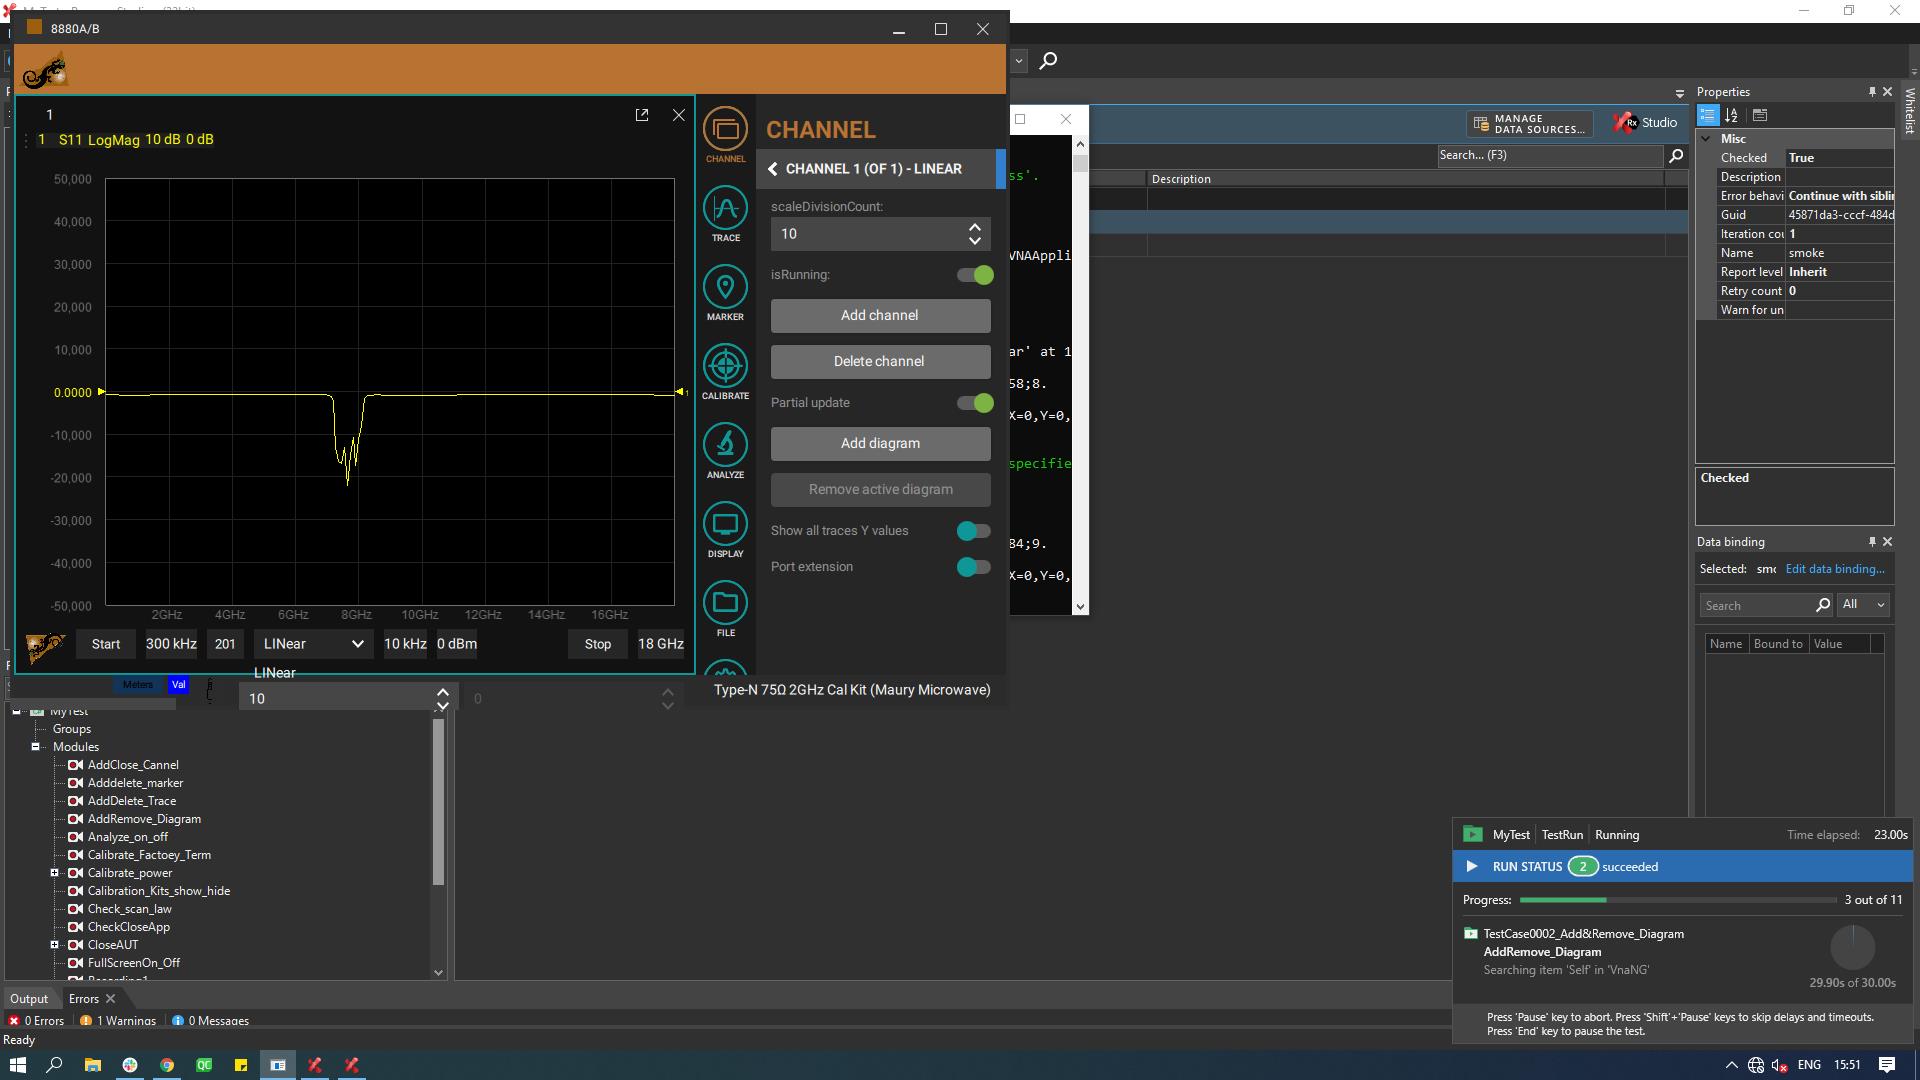 8880A/B
1
1 S11 LogMag 10 dB 0 dB
50,000
40,000
30,000
20,000
10,000
0.0000
1
-10,000
-20,000
-30,000
-40,000
-50,000
2GHz 4GHz 6GHz 8GHz 10GHz 12GHz 14GHz 16GHz
Start 300 kHz 201 LINear 10 kHz 0 dBm Stop 18 GHz
LINear
Meters Val
10
0
CHANNEL
TRACE
MARKER
CALIBRATE
ANALYZE
DISPLAY
FILE
CHANNEL
CHANNEL 1 (OF 1) - LINEAR
scaleDivisionCount:
10
isRunning:
Add channel
Delete channel
Partial update
Add diagram
Remove active diagram
Show all traces Y values
Port extension
Type-N 75Ω 2GHz Cal Kit (Maury Microwave)
ss'.
VNAAppli
ar' at 1
58;8.
X=0,Y=0,
specifie
84;9.
X=0,Y=0,
MANAGE
DATA SOURCES...
Rx Studio
Search... (F3)
Description
Properties
Whitelist
Misc
Checked True
Description
Error behavi Continue with siblin
Guid 45871da3-cccf-484d
Iteration cou 1
Name smoke
Report level Inherit
Retry count 0
Warn for un
Checked
Data binding
Selected: smo Edit data binding...
Search All
Name Bound to Value
MyTest
Groups
Modules
AddClose_Cannel
Adddelete_marker
AddDelete_Trace
AddRemove_Diagram
Analyze_on_off
Calibrate_Factoey_Term
Calibrate_power
Calibration_Kits_show_hide
Check_scan_law
CheckCloseApp
CloseAUT
FullScreenOn_Off
Recording1
Output Errors
0 Errors 1 Warnings 0 Messages
Ready
MyTest TestRun Running Time elapsed: 23.00s
RUN STATUS 2 succeeded
Progress: 3 out of 11
TestCase0002_Add&Remove_Diagram
AddRemove_Diagram
Searching item 'Self' in 'VnaNG'
29.90s of 30.00s
Press 'Pause' key to abort. Press 'Shift'+'Pause' keys to skip delays and timeouts.
Press 'End' key to pause the test.
QC
ENG 15:51